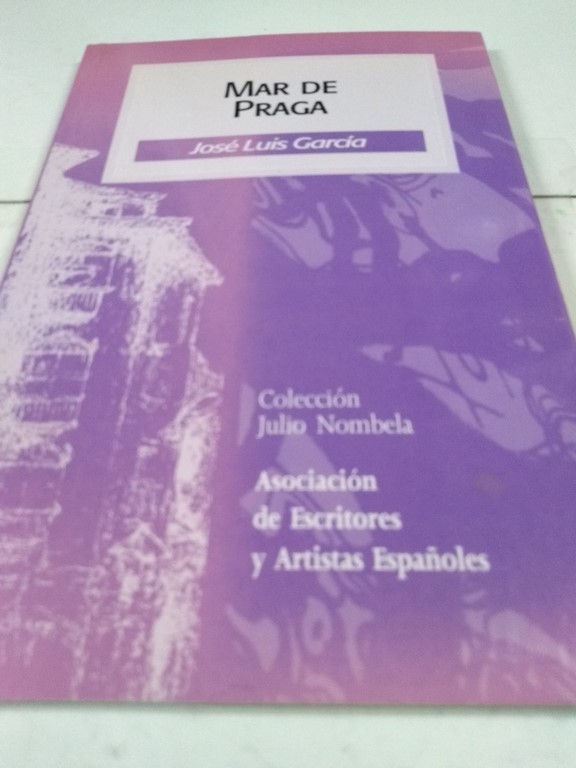 MAR DE
PRAGA
José Luis García
Colección
Julio Nombela
Asociación
de Escritores
y Artistas Españoles